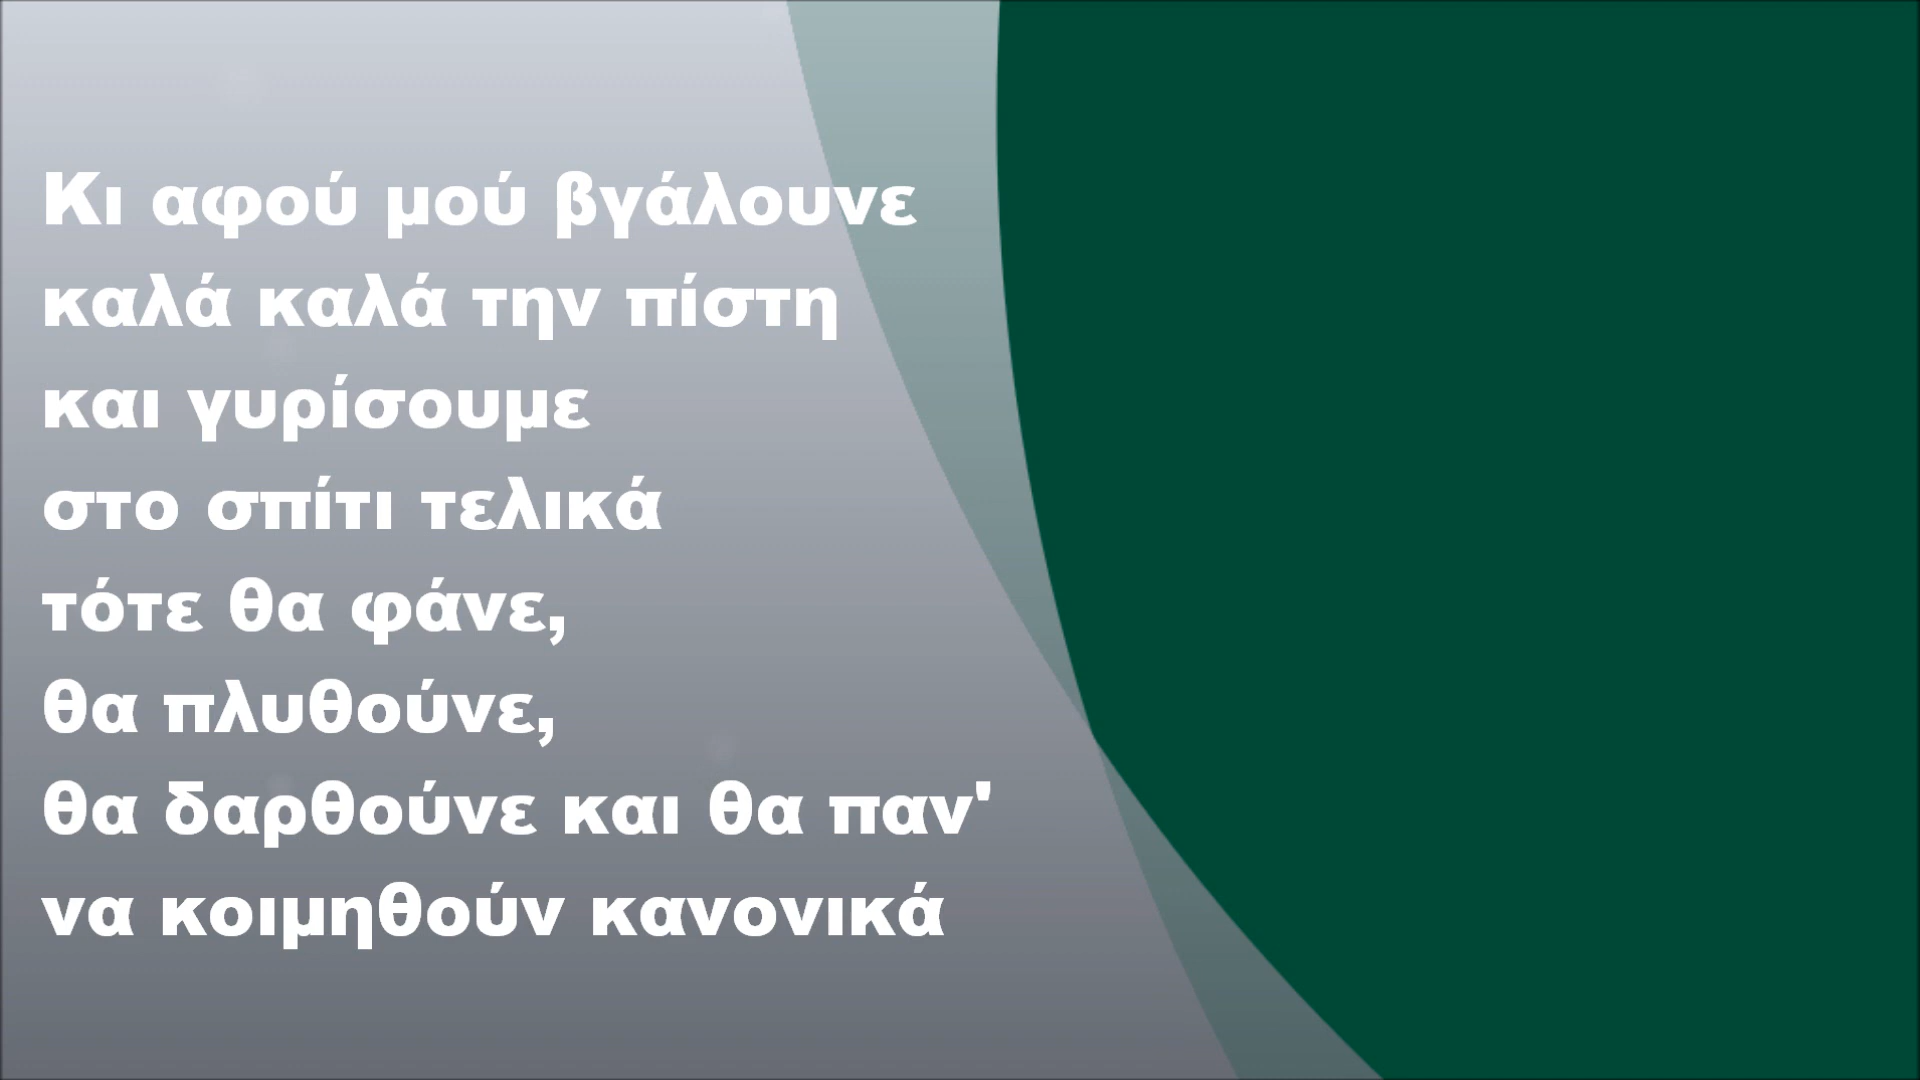 Κι αφού μού βγάλουνε
καλά καλά την πίστη
και γυρίσουμε
στο σπίτι τελικά
τότε θα φάνε,
θα πλυθούνε,
θα δαρθούνε και θα παν'
να κοιμηθούν κανονικά